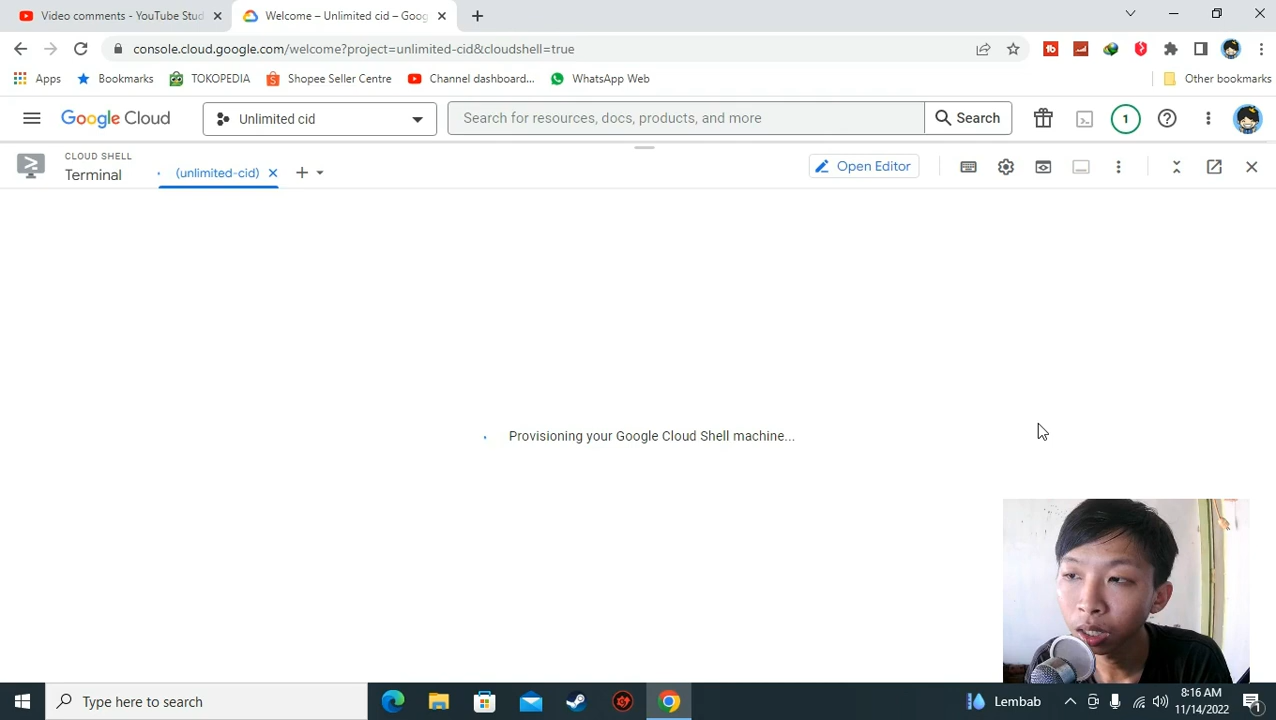 Video comments - YouTube Stud
Welcome – Unlimited cid – Goog
console.cloud.google.com/welcome?project=unlimited-cid&cloudshell=true
Apps
Bookmarks
TOKOPEDIA
Shopee Seller Centre
Channel dashboard...
WhatsApp Web
Other bookmarks
Google Cloud
Unlimited cid
Search for resources, docs, products, and more
Search
1
CLOUD SHELL
Terminal
(unlimited-cid)
Open Editor
Provisioning your Google Cloud Shell machine...
Type here to search
Lembab
8:16 AM
11/14/2022
1